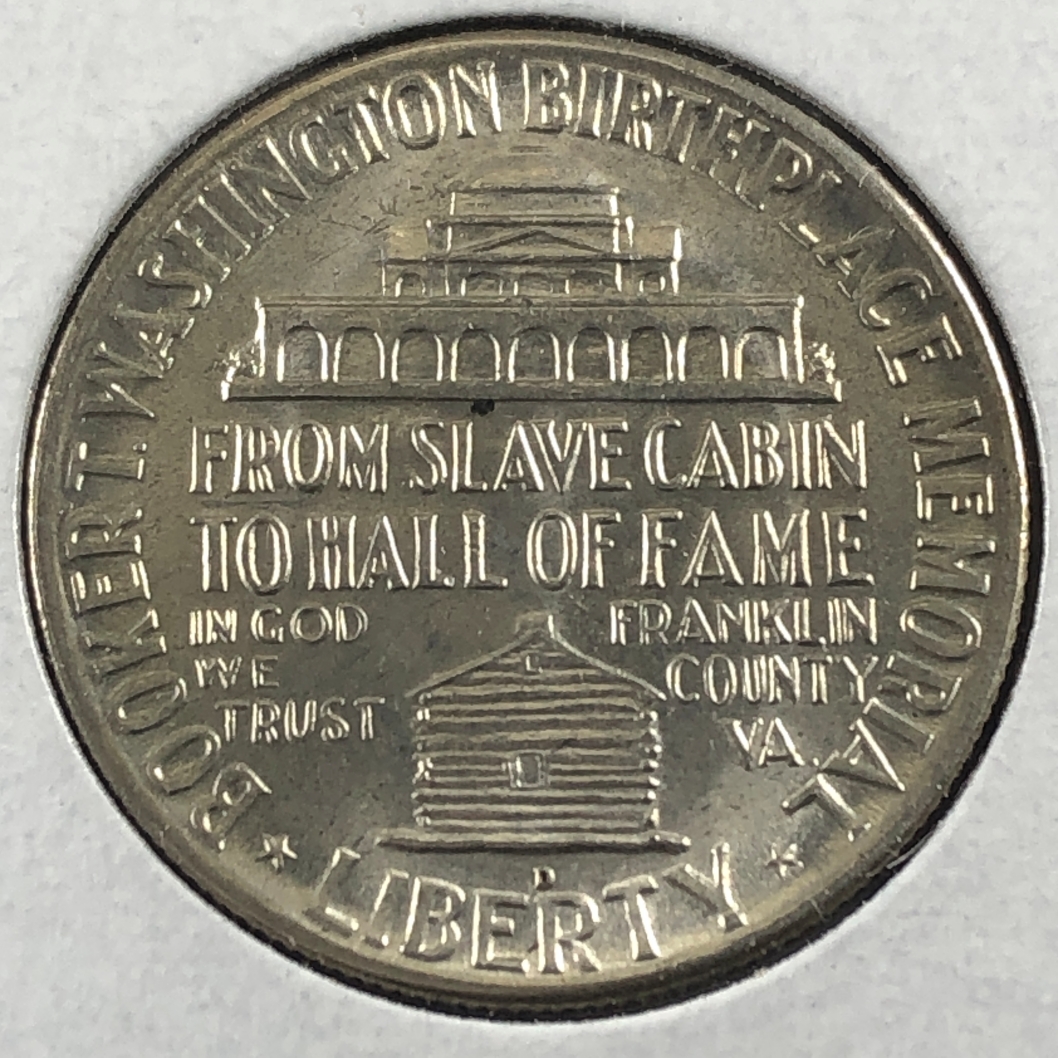 BOOKER T. WASHINGTON BIRTHPLACE MEMORIAL
FROM SLAVE CABIN
TO HALL OF FAME
IN GOD
WE
TRUST
FRANKLIN
COUNTY
VA.
D
LIBERTY